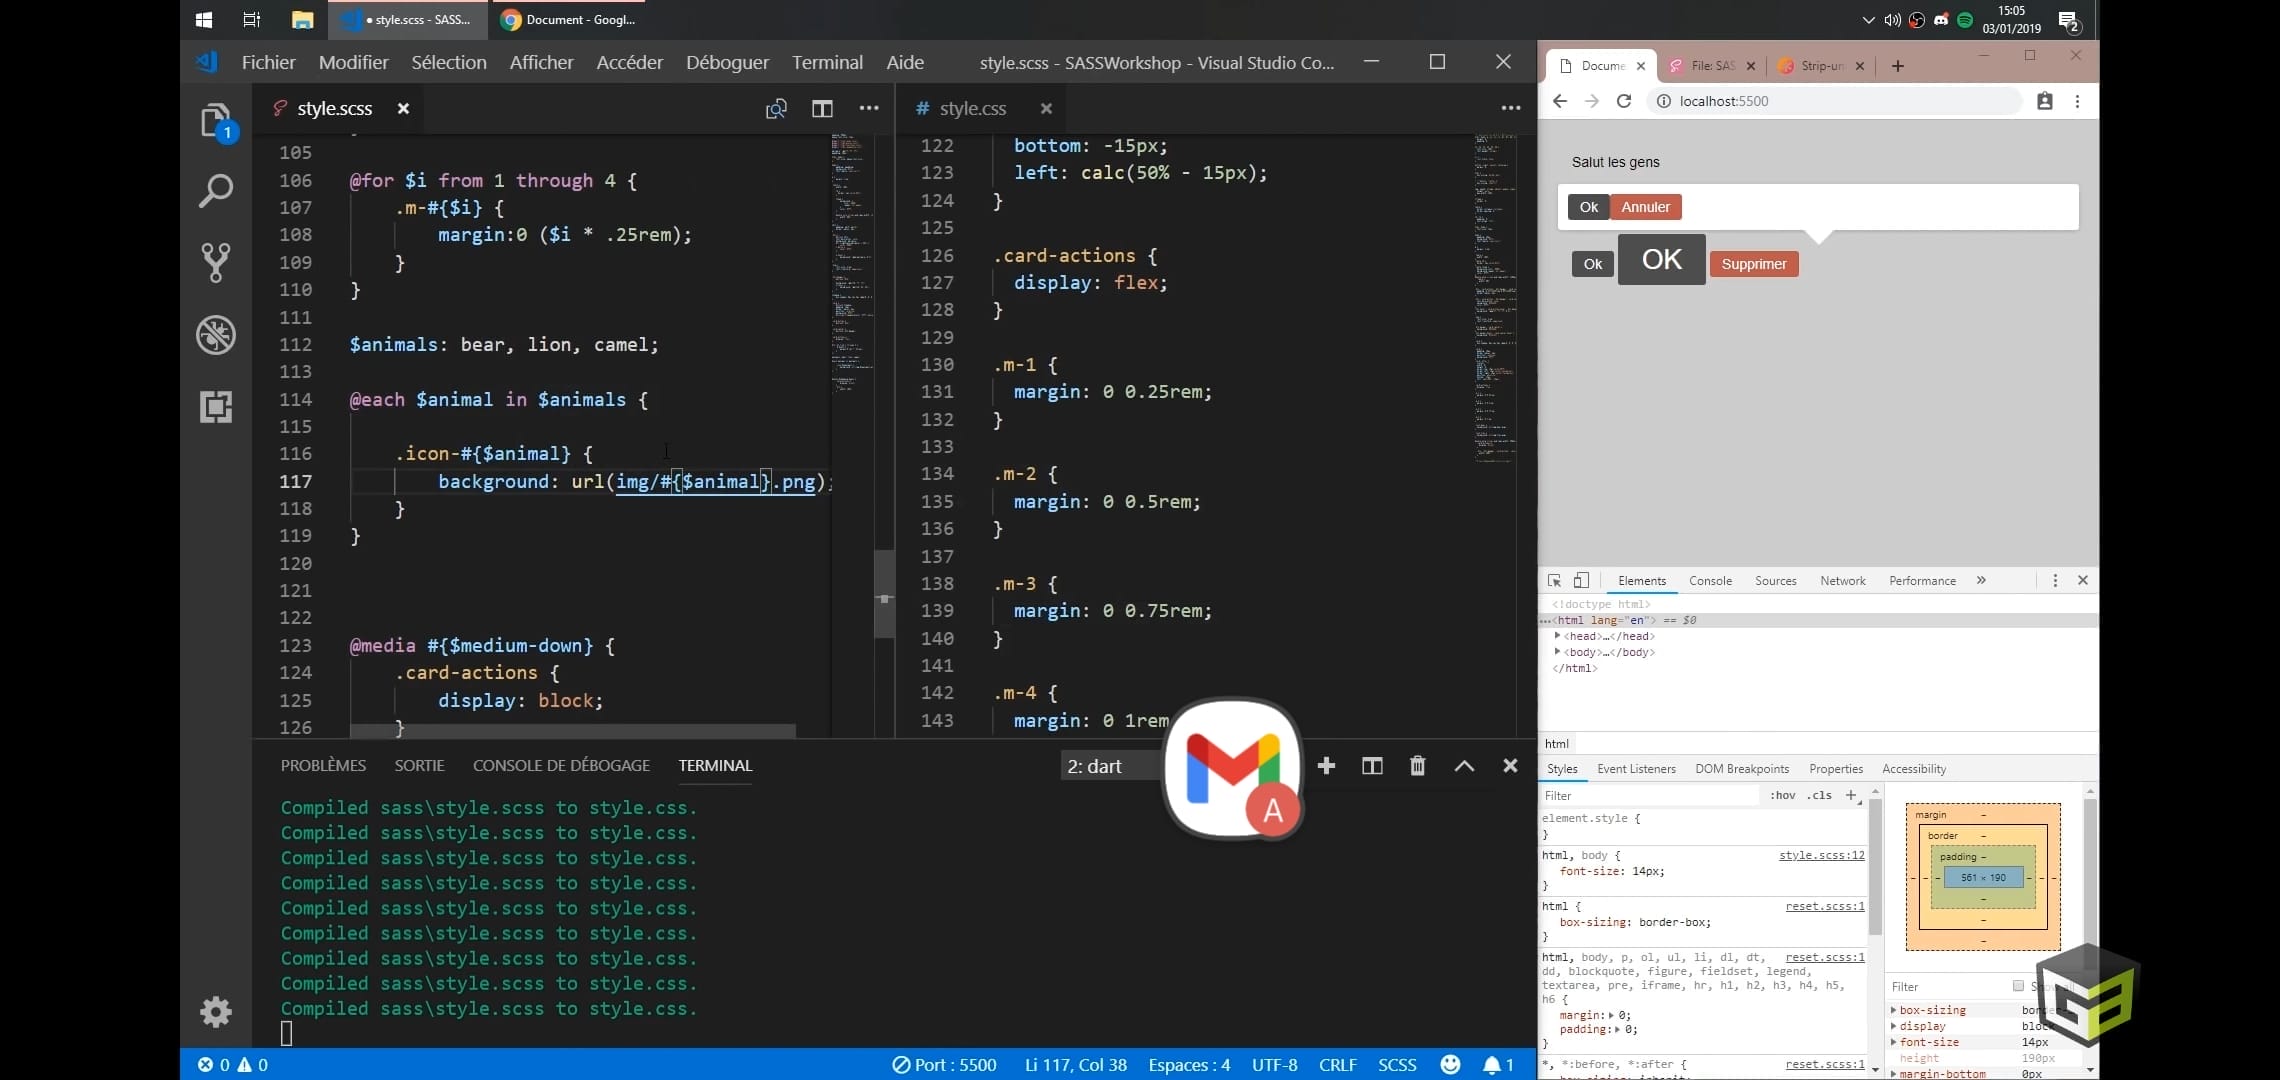 ● style.scss - SASS...
Document - Googl...
15:05
03/01/2019
2
Fichier Modifier Sélection Afficher Accéder Déboguer Terminal Aide style.scss - SASSWorkshop - Visual Studio Co...
1
style.scss
105
106 @for $i from 1 through 4 {
107 .m-#{$i} {
108 margin:0 ($i * .25rem);
109 }
110 }
111
112 $animals: bear, lion, camel;
113
114 @each $animal in $animals {
115
116 .icon-#{$animal} {
117 background: url(img/#{$animal}.png);
118 }
119 }
120
121
122
123 @media #{$medium-down} {
124 .card-actions {
125 display: block;
126 }
# style.css
122 bottom: -15px;
123 left: calc(50% - 15px);
124 }
125
126 .card-actions {
127 display: flex;
128 }
129
130 .m-1 {
131 margin: 0 0.25rem;
132 }
133
134 .m-2 {
135 margin: 0 0.5rem;
136 }
137
138 .m-3 {
139 margin: 0 0.75rem;
140 }
141
142 .m-4 {
143 margin: 0 1rem
PROBLÈMES SORTIE CONSOLE DE DÉBOGAGE TERMINAL
2: dart
A
Compiled sass\style.scss to style.css.
Compiled sass\style.scss to style.css.
Compiled sass\style.scss to style.css.
Compiled sass\style.scss to style.css.
Compiled sass\style.scss to style.css.
Compiled sass\style.scss to style.css.
Compiled sass\style.scss to style.css.
Compiled sass\style.scss to style.css.
Compiled sass\style.scss to style.css.
0 0 Port : 5500 Li 117, Col 38 Espaces : 4 UTF-8 CRLF SCSS 1
Docume File: SAS Strip-un
localhost:5500
Salut les gens
Ok Annuler
Ok OK Supprimer
Elements Console Sources Network Performance »
<!doctype html>
...<html lang="en"> == $0
<head>…</head>
<body>…</body>
</html>
html
Styles Event Listeners DOM Breakpoints Properties Accessibility
Filter :hov .cls +
element.style {
}
html, body { style.scss:12
font-size: 14px;
}
html { reset.scss:1
box-sizing: border-box;
}
html, body, p, ol, ul, li, dl, dt, reset.scss:1
dd, blockquote, figure, fieldset, legend,
textarea, pre, iframe, hr, h1, h2, h3, h4, h5,
h6 {
margin: 0;
padding: 0;
}
*, *:before, *:after { reset.scss:1
margin -
border -
padding -
561 × 190
Filter
box-sizing
display block
font-size 14px
height 190px
margin-bottom 0px